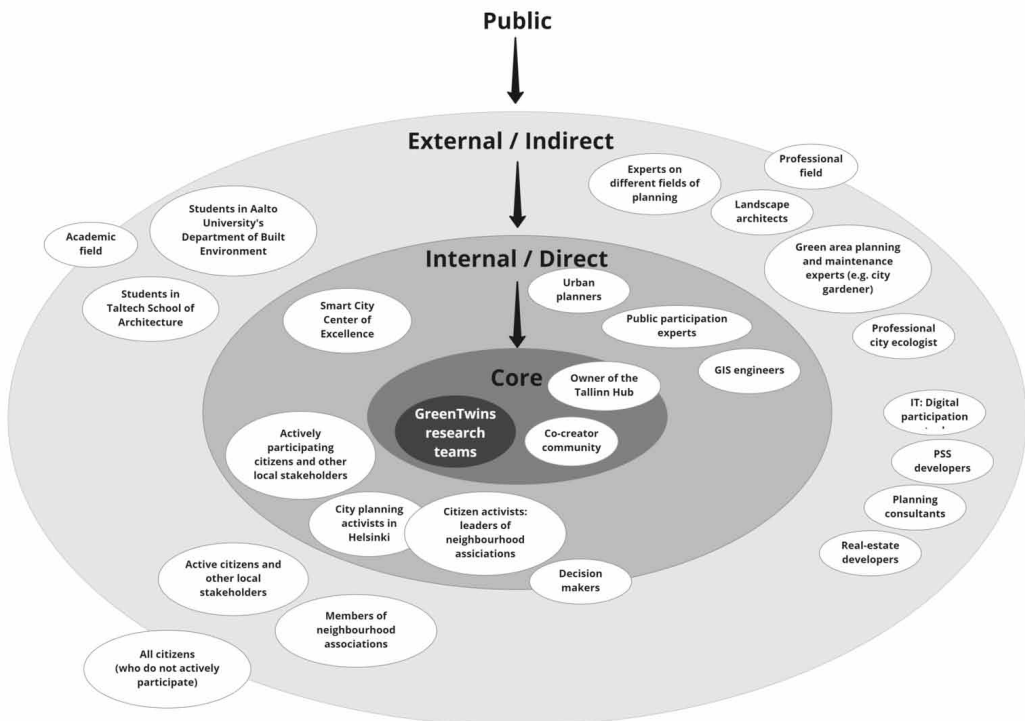 Public
External / Indirect
Experts on
different fields of
planning
Professional
field
Students in Aalto
University's
Department of Built
Environment
Landscape
architects
Academic
field
Green area planning
and maintenance
experts (e.g. city
gardener)
Internal / Direct
Urban
planners
Students in
Taltech School of
Architecture
Smart City
Center of
Excellence
Public participation
experts
Professional
city ecologist
GIS engineers
Core
Owner of the
Tallinn Hub
GreenTwins
research
teams
Co-creator
community
IT: Digital
participation
Actively
participating
citizens and other
local stakeholders
PSS
developers
City planning
activists in
Helsinki
Citizen activists:
leaders of
neighbourhood
assiciations
Planning
consultants
Real-estate
developers
Active citizens and
other local
stakeholders
Decision
makers
Members of
neighbourhood
associations
All citizens
(who do not actively
participate)